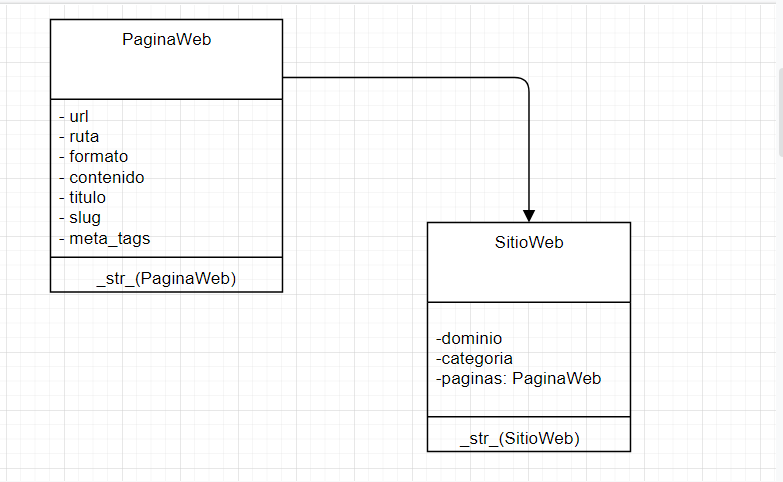 PaginaWeb
- url
- ruta
- formato
- contenido
- titulo
- slug
- meta_tags
_str_(PaginaWeb)
SitioWeb
-dominio
-categoria
-paginas: PaginaWeb
_str_(SitioWeb)